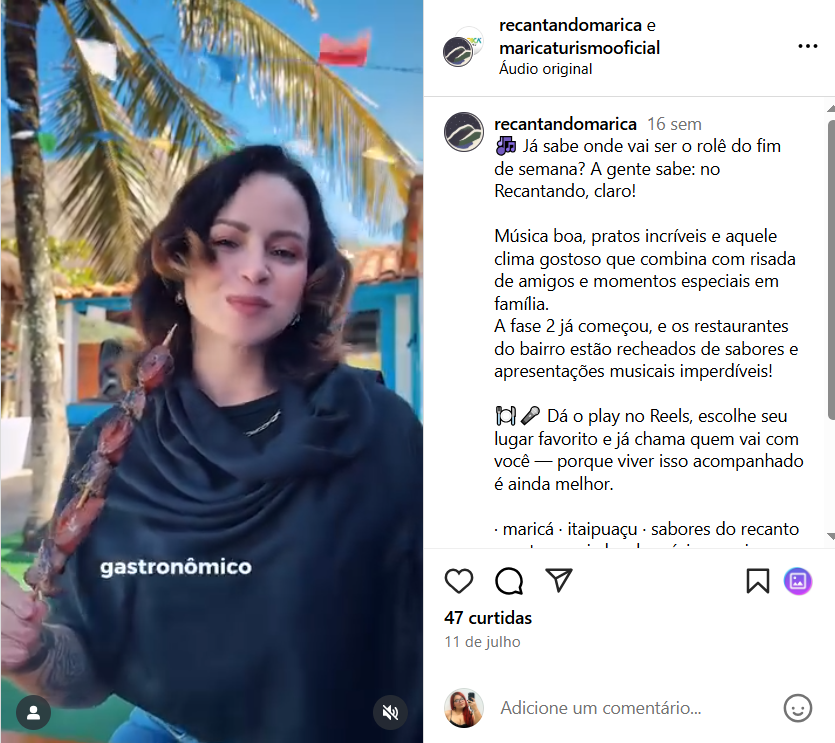 gastronômico
recantandomarica e
maricaturismooficial
Áudio original
recantandomarica 16 sem
Já sabe onde vai ser o rolê do fim
de semana? A gente sabe: no
Recantando, claro!
Música boa, pratos incríveis e aquele
clima gostoso que combina com risada
de amigos e momentos especiais em
família.
A fase 2 já começou, e os restaurantes
do bairro estão recheados de sabores e
apresentações musicais imperdíveis!
🍽🎤 Dá o play no Reels, escolhe seu
lugar favorito e já chama quem vai com
você — porque viver isso acompanhado
é ainda melhor.
· maricá · itaipuaçu · sabores do recanto
47 curtidas
11 de julho
Adicione um comentário...